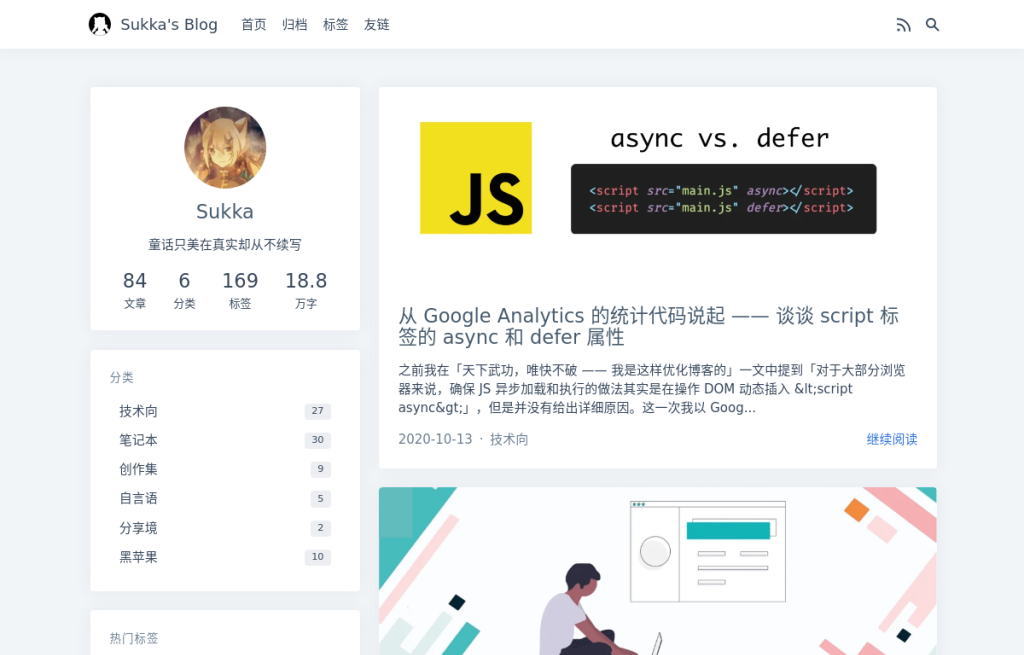 Sukka's Blog 首页 归档 标签 友链
Sukka
童话只美在真实却从不续写
84 6 169 18.8
文章 分类 标签 万字
分类
技术向 27
笔记本 30
创作集 9
自言语 5
分享境 2
黑苹果 10
热门标签
JS
async vs. defer
<script src="main.js" async></script>
<script src="main.js" defer></script>
从 Google Analytics 的统计代码说起 —— 谈谈 script 标
签的 async 和 defer 属性
之前我在「天下武功，唯快不破 —— 我是这样优化博客的」一文中提到「对于大部分浏览
器来说，确保 JS 异步加载和执行的做法其实是在操作 DOM 动态插入 &lt;script
async&gt;」，但是并没有给出详细原因。这一次我以 Goog...
2020-10-13 · 技术向 继续阅读